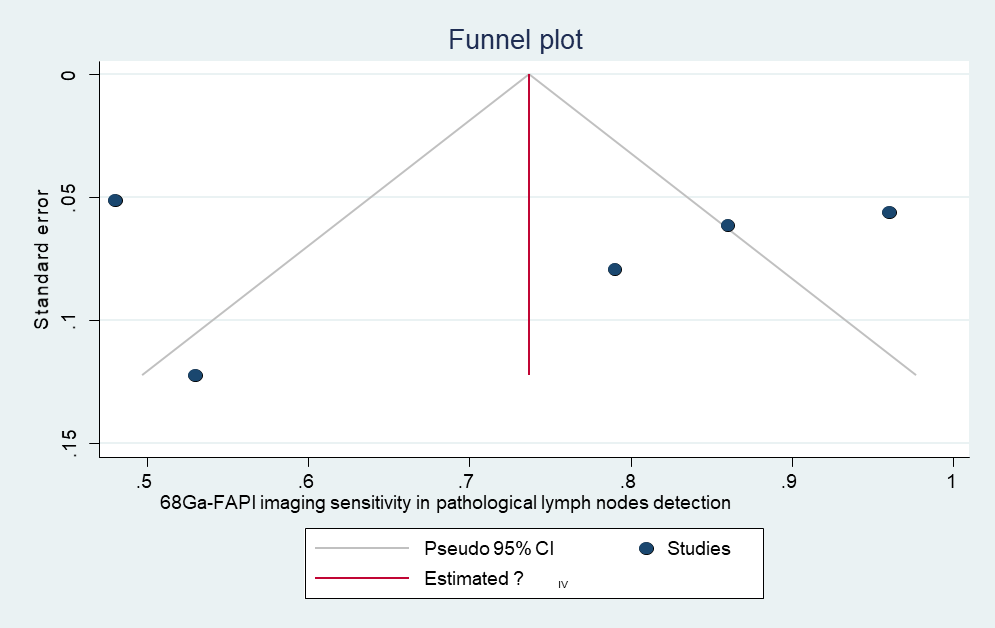 Funnel plot
0
.05
.1
.15
Standard error
.5 .6 .7 .8 .9 1
68Ga-FAPI imaging sensitivity in pathological lymph nodes detection
Pseudo 95% CI Studies
Estimated ? IV